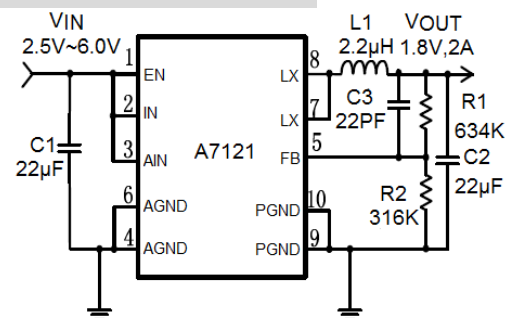 VIN
2.5V~6.0V
L1
2.2μH
VOUT
1.8V,2A
1
EN
2
IN
3
AIN
6
AGND
4
AGND
A7121
8
LX
7
LX
5
FB
10
PGND
9
PGND
C1
22μF
C3
22PF
R1
634K
C2
22μF
R2
316K